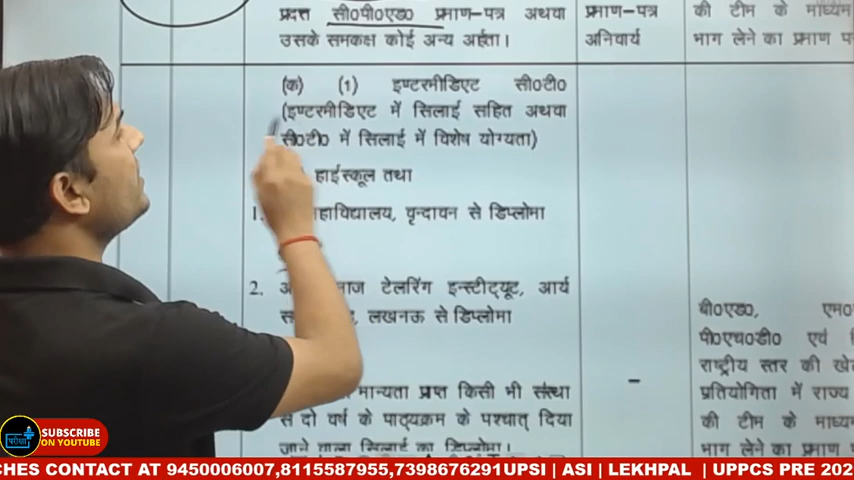 प्रदत्त सी0पी0एड0 प्रमाण-पत्र अथवा
उसके समकक्ष कोई अन्य अर्हता।
प्रमाण-पत्र
अनिवार्य
की टीम के माध्यम
भाग लेने का प्रमाण
(क) (1) इण्टरमीडिएट सी0टी0
(इण्टरमीडिएट में सिलाई सहित अथवा
सी0टी0 में सिलाई में विशेष योग्यता)
हाईस्कूल तथा
1. महाविद्यालय, वृन्दावन से डिप्लोमा
2. टेलरिंग इन्स्टीट्यूट, आर्य
लखनऊ से डिप्लोमा
मान्यता प्राप्त किसी भी संस्था
से दो वर्ष के पाठ्यक्रम के पश्चात् दिया
जाने वाला सिलाई का डिप्लोमा।
–
बी0एड0, एम0
पी0एच0डी0 एवं
राष्ट्रीय स्तर की
प्रतियोगिता में राज्य
की टीम के
भाग लेने का प्रमाण
परीक्षा
SUBSCRIBE
ON YOUTUBE
CHES CONTACT AT 9450006007,8115587955,7398676291UPSI | ASI | LEKHPAL | UPPCS PRE 202